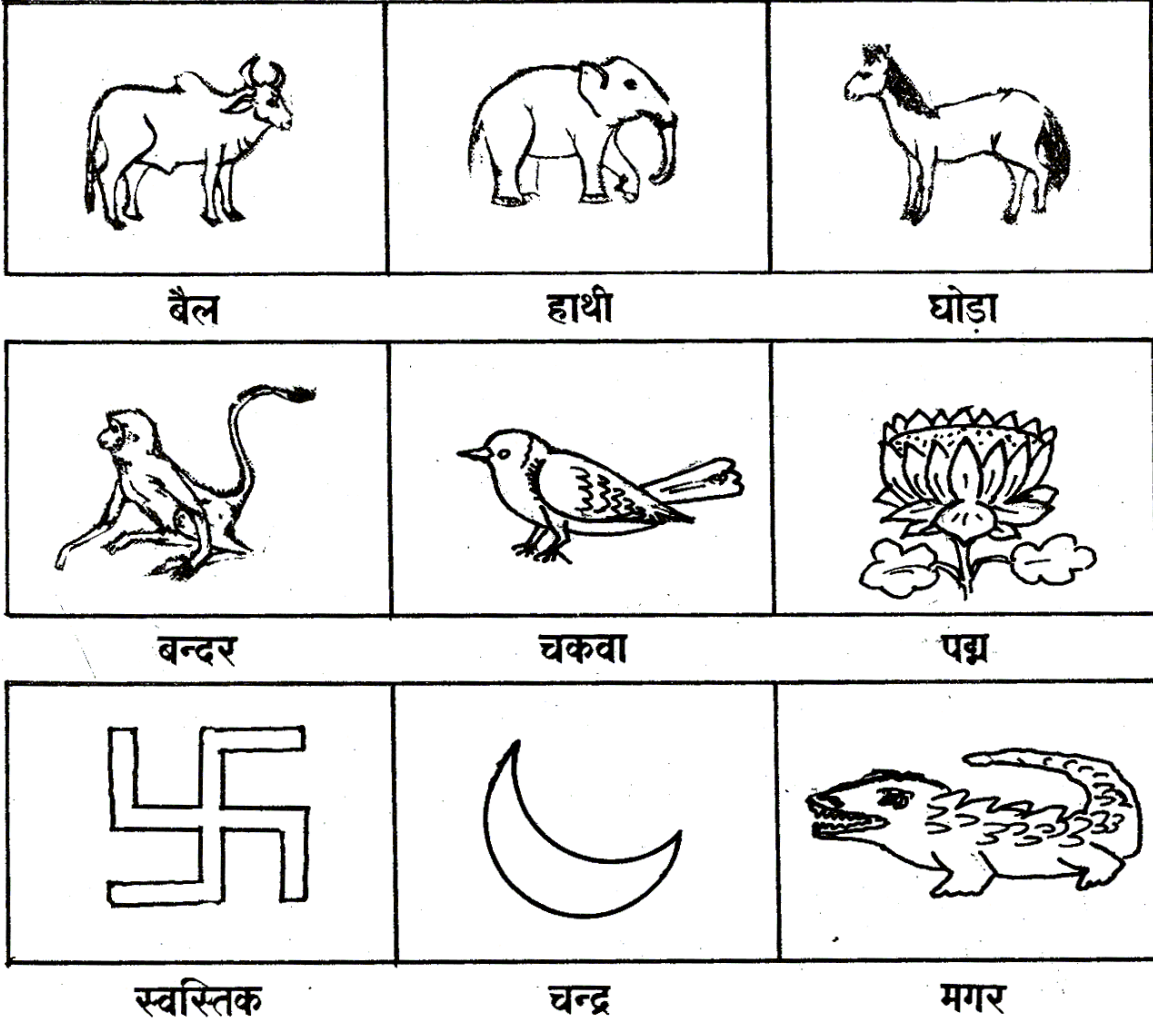 बैल हाथी घोड़ा
बन्दर चकवा पद्म
स्वस्तिक चन्द्र मगर